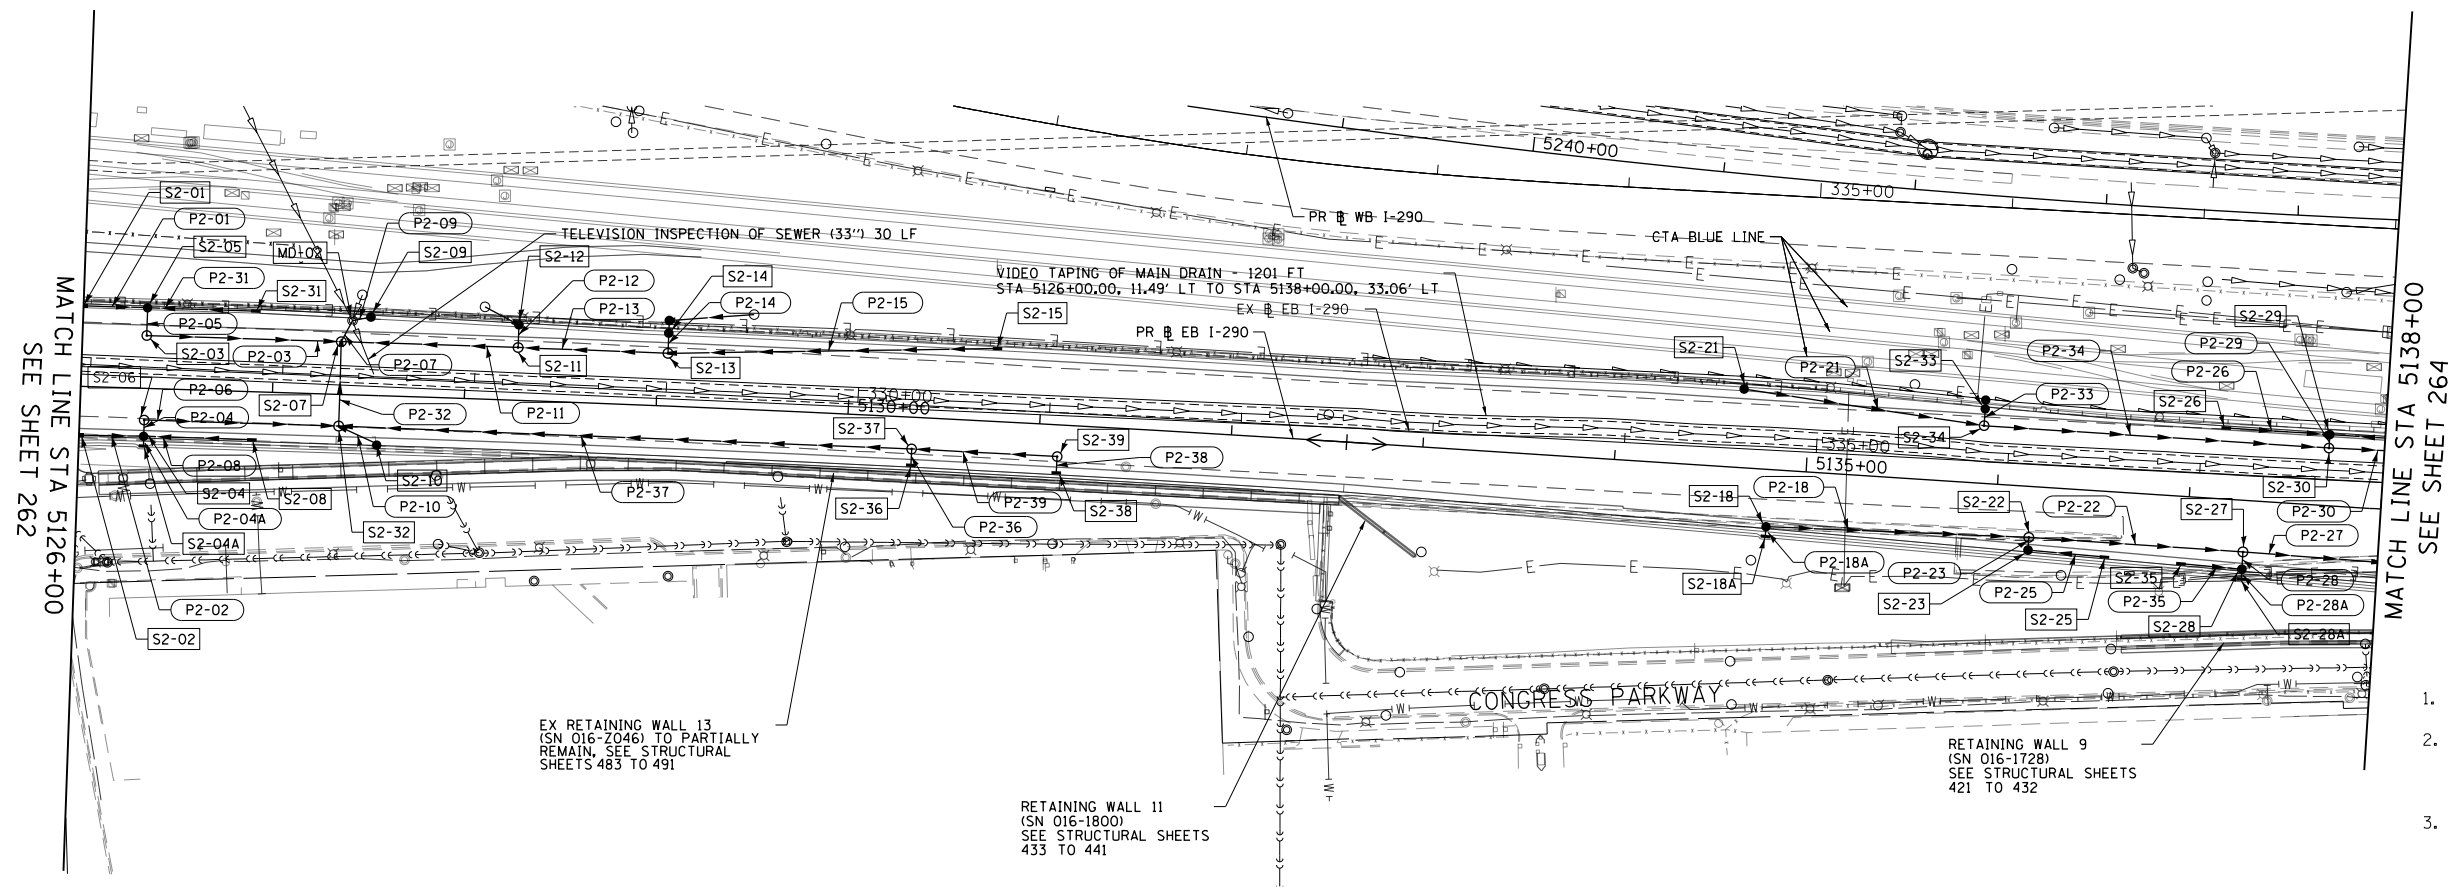 MATCH LINE STA 5126+00
SEE SHEET 262
MATCH LINE STA 5138+00
SEE SHEET 264
5240+00
335+00
PR B WB I-290
CTA BLUE LINE
S2-01
P2-01
S2-05
P2-31
MD-02
P2-09
S2-09
TELEVISION INSPECTION OF SEWER (33") 30 LF
S2-12
P2-12
S2-14
P2-14
P2-13
P2-15
S2-31
VIDEO TAPING OF MAIN DRAIN - 1201 FT
STA 5126+00.00, 11.49' LT TO STA 5138+00.00, 33.06' LT
S2-15
EX B EB I-290
PR B EB I-290
P2-05
S2-03
P2-03
P2-07
S2-11
S2-13
S2-21
P2-21
S2-33
P2-34
P2-29
S2-29
P2-26
S2-26
P2-33
S2-34
S2-06
P2-06
P2-04
S2-07
P2-32
P2-11
330+00
5130+00
S2-37
S2-39
P2-38
335+00
5135+00
P2-08
S2-04
S2-08
S2-10
P2-10
P2-04A
S2-04A
S2-32
P2-37
S2-36
P2-39
P2-36
S2-38
S2-18
P2-18
S2-22
P2-22
S2-27
S2-30
P2-30
P2-27
P2-18A
S2-18A
P2-23
S2-23
P2-25
S2-25
S2-35
P2-35
P2-28
P2-28A
S2-28
S2-28A
P2-02
S2-02
E
E
E
E
E
E
E
E
E
E
W
W
W
W
W
CONGRESS PARKWAY
EX RETAINING WALL 13
(SN 016-Z046) TO PARTIALLY
REMAIN, SEE STRUCTURAL
SHEETS 483 TO 491
RETAINING WALL 11
(SN 016-1800)
SEE STRUCTURAL SHEETS
433 TO 441
RETAINING WALL 9
(SN 016-1728)
SEE STRUCTURAL SHEETS
421 TO 432
1.
2.
3.